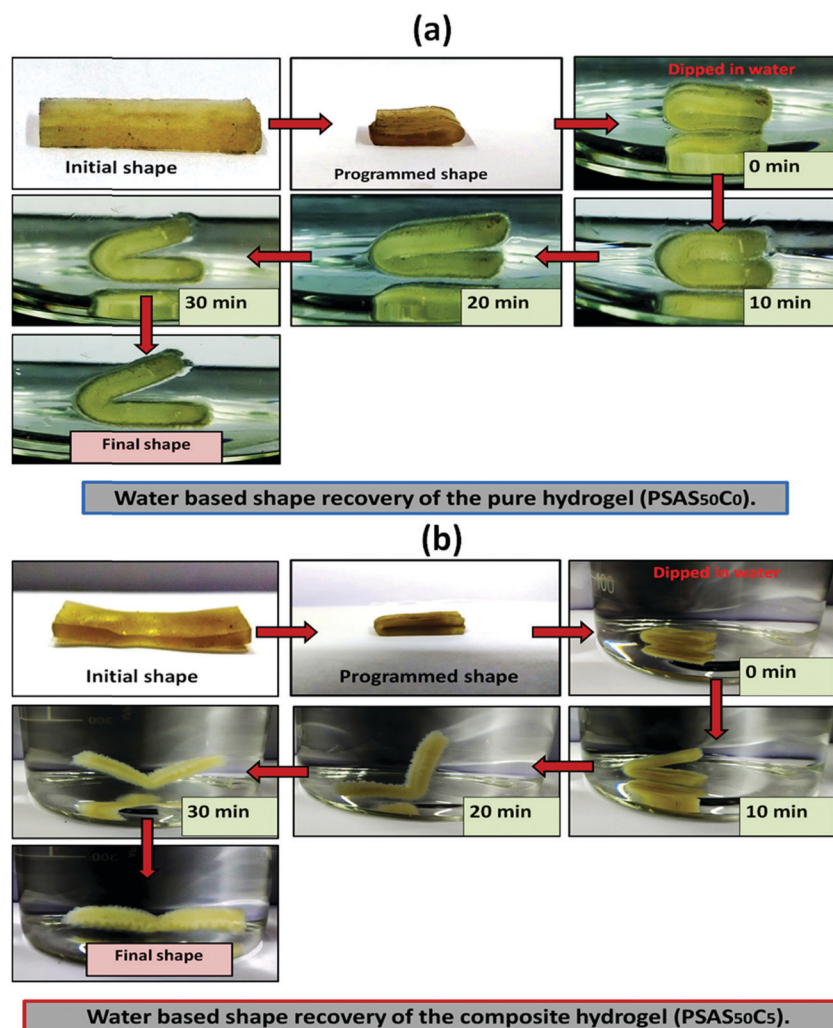 (a)
Initial shape
Programmed shape
Dipped in water
0 min
30 min
20 min
10 min
Final shape
Water based shape recovery of the pure hydrogel (PSAS50C0).
(b)
Initial shape
Programmed shape
Dipped in water
100
0 min
30 min
20 min
10 min
Final shape
Water based shape recovery of the composite hydrogel (PSAS50C5).